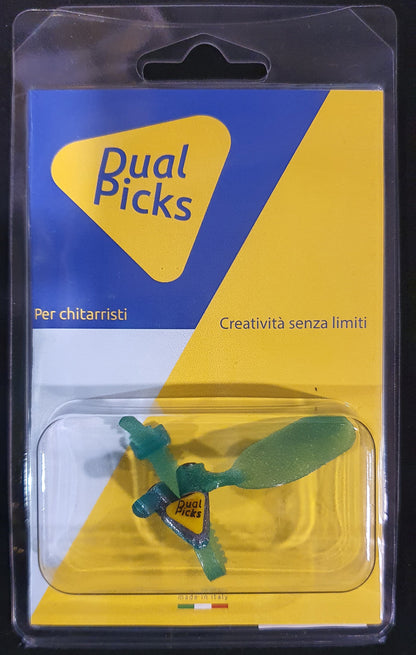 Dual
Picks
Per chitarristi
Creatività senza limiti
Dual
Picks
made in italy